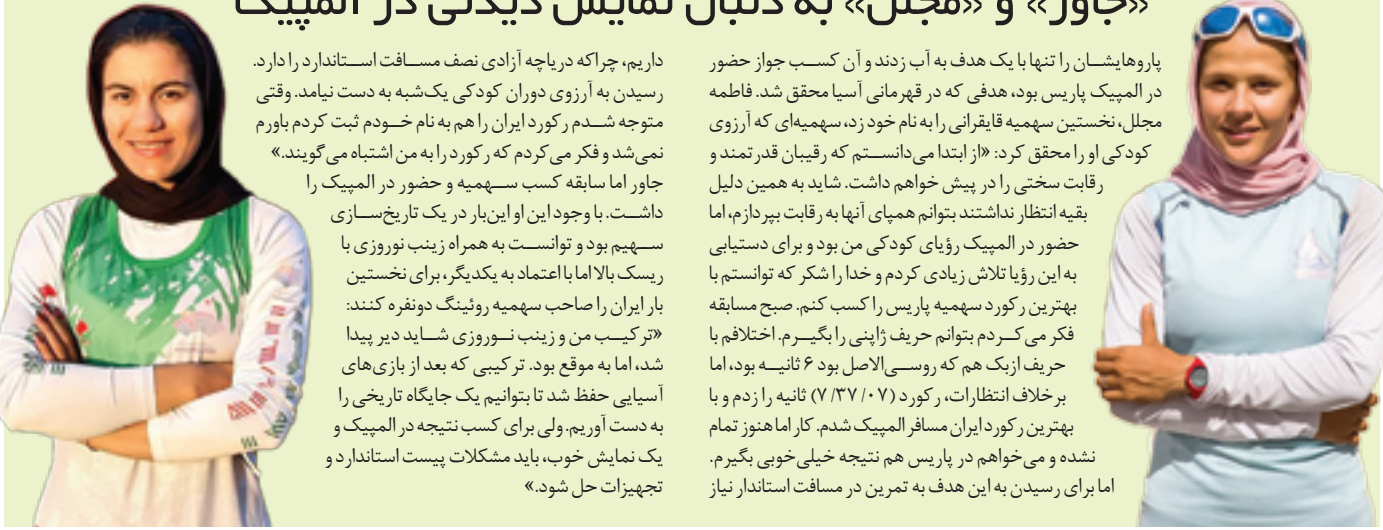 «جاور» و «مجلل» به دنبال نمایش دیدنی در المپیک
پاروهایشان را تنها با یک هدف به آب زدند و آن کسب جواز حضور
در المپیک پاریس بود، هدفی که در قهرمانی آسیا محقق شد. فاطمه
مجلل، نخستین سهمیه قایقرانی را به نام خود زد، سهمیه‌ای که آرزوی
کودکی او را محقق کرد: «از ابتدا می‌دانستم که رقیبان قدرتمند و
رقابت سختی را در پیش خواهم داشت. شاید به همین دلیل
بقیه انتظار نداشتند بتوانم همپای آنها به رقابت بپردازم، اما
حضور در المپیک رؤیای کودکی من بود و برای دستیابی
به این رؤیا تلاش زیادی کردم و خدا را شکر که توانستم با
بهترین رکورد سهمیه پاریس را کسب کنم. صبح مسابقه
فکر می‌کردم بتوانم حریف ژاپنی را بگیرم. اختلافم با
حریف ازبک هم که روسی‌الاصل بود ۶ ثانیه بود، اما
برخلاف انتظارات، رکورد (۷/۳۷/۰۷) ثانیه را زدم و با
بهترین رکورد ایران مسافر المپیک شدم. کار اما هنوز تمام
نشده و می‌خواهم در پاریس هم نتیجه خیلی خوبی بگیرم.
اما برای رسیدن به این هدف به تمرین در مسافت استاندار نیاز
داریم، چراکه دریاچه آزادی نصف مسافت استاندارد را دارد.
رسیدن به آرزوی دوران کودکی یک‌شبه به دست نیامد. وقتی
متوجه شدم رکورد ایران را هم به نام خودم ثبت کردم باورم
نمی‌شد و فکر می‌کردم که رکورد را به من اشتباه می‌گویند.»
جاور اما سابقه کسب سهمیه و حضور در المپیک را
داشت. با وجود این او این‌بار در یک تاریخ‌سازی
سهیم بود و توانست به همراه زینب نوروزی با
ریسک بالا اما با اعتماد به یکدیگر، برای نخستین
بار ایران را صاحب سهمیه روئینگ دونفره کنند:
«ترکیب من و زینب نوروزی شاید دیر پیدا
شد، اما به موقع بود. ترکیبی که بعد از بازی‌های
آسیایی حفظ شد تا بتوانیم یک جایگاه تاریخی را
به دست آوریم. ولی برای کسب نتیجه در المپیک و
یک نمایش خوب، باید مشکلات پیست استاندارد و
تجهیزات حل شود.»